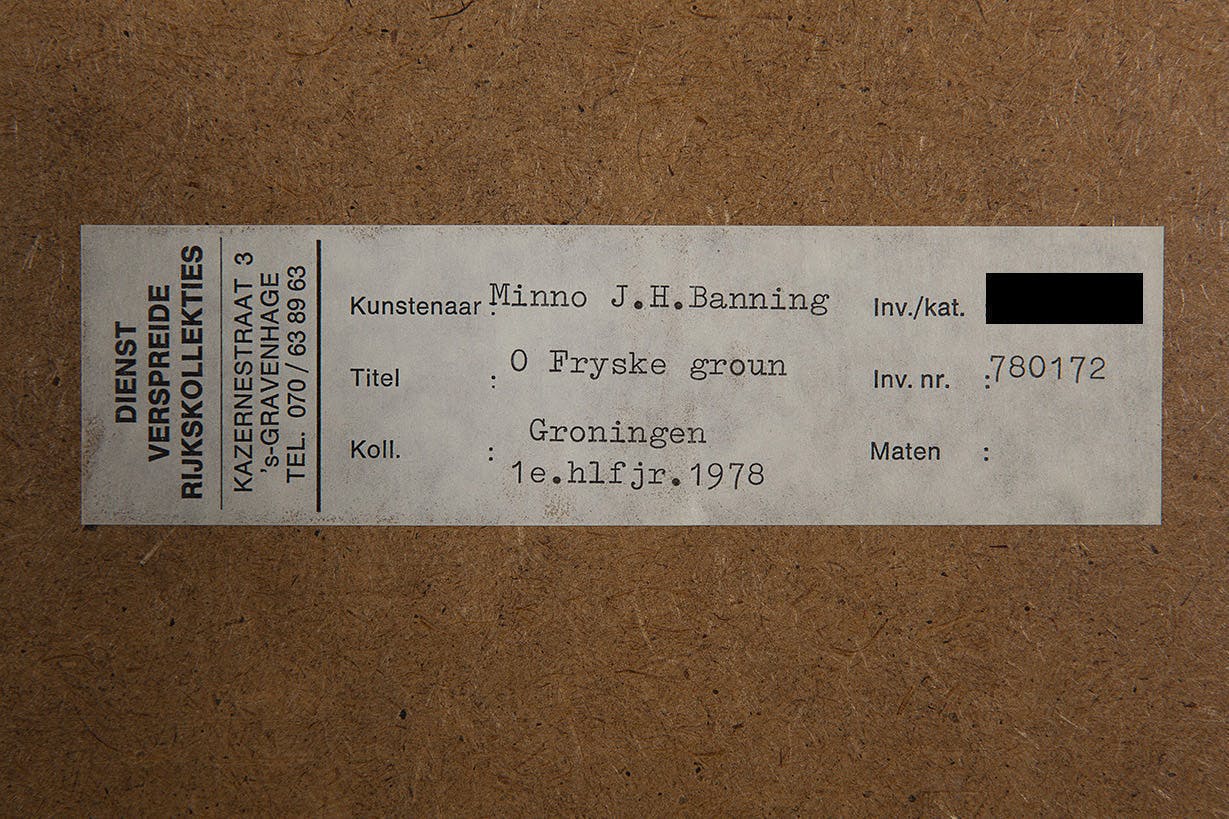 DIENST
VERSPREIDE
RIJKSKOLLEKTIES
KAZERNESTRAAT 3
's-GRAVENHAGE
TEL. 070 / 63 89 63
Kunstenaar : Minno J.H.Banning
Titel : O Fryske groun
Koll. : Groningen
1e.hlfjr.1978
Inv./kat.
Inv. nr. :780172
Maten :